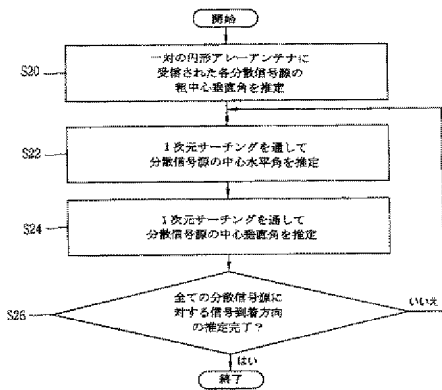 開始
S20
一対の円形アレーアンテナに
受信された各分散信号源の
粗中心垂直角を推定
S22
1次元サーチングを通して
分散信号源の中心水平角を推定
S24
1次元サーチングを通して
分散信号源の中心垂直角を推定
S26
全ての分散信号源に
対する信号到着方向
の推定完了？
いいえ
はい
終了